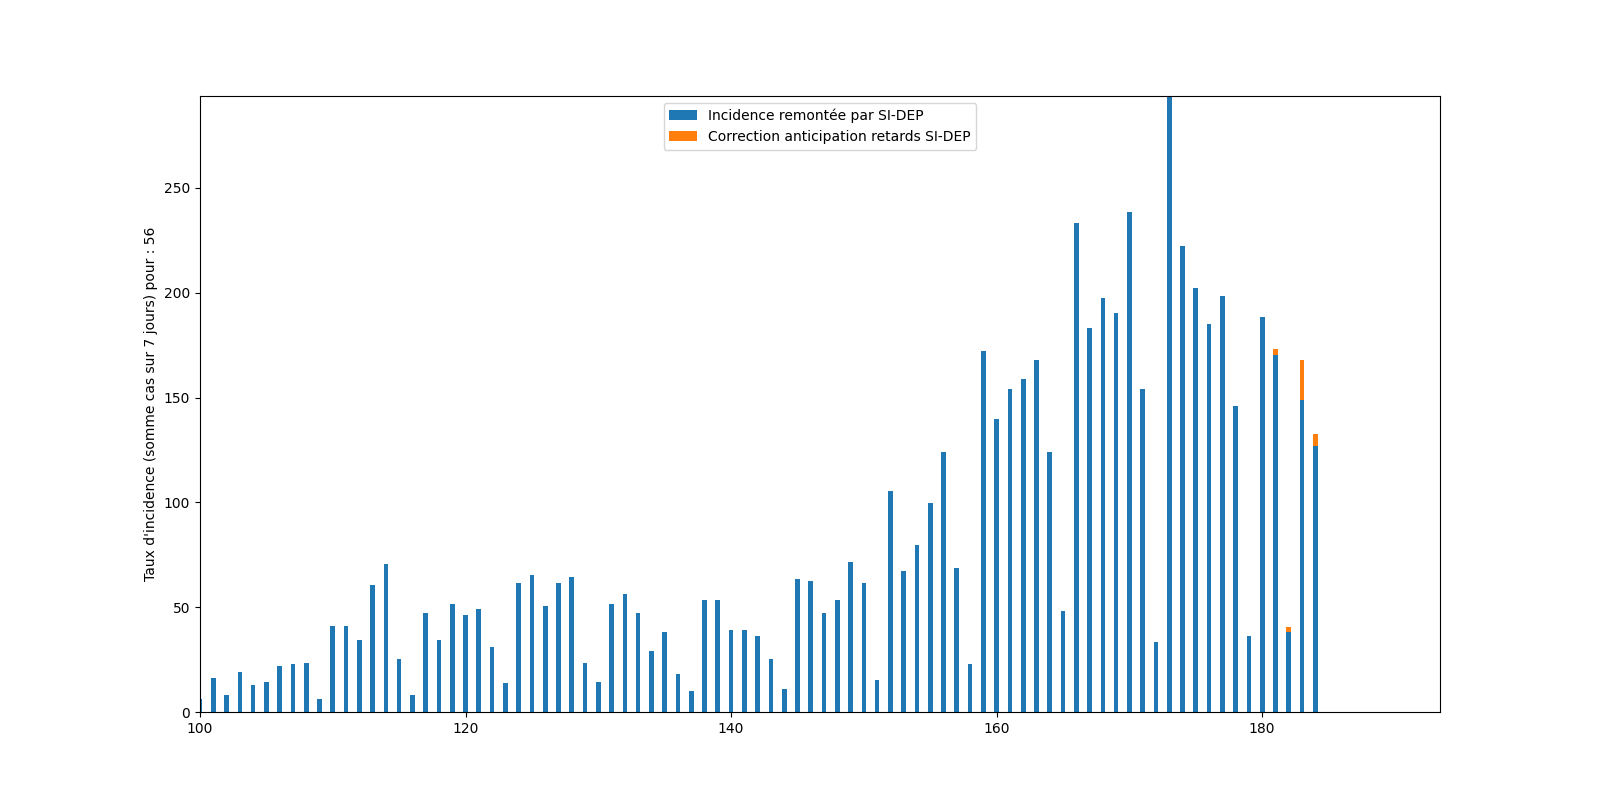 Incidence remontée par SI-DEP
Correction anticipation retards SI-DEP
Taux d'incidence (somme cas sur 7 jours) pour : 56
250
200
150
100
50
0
100 120 140 160 180